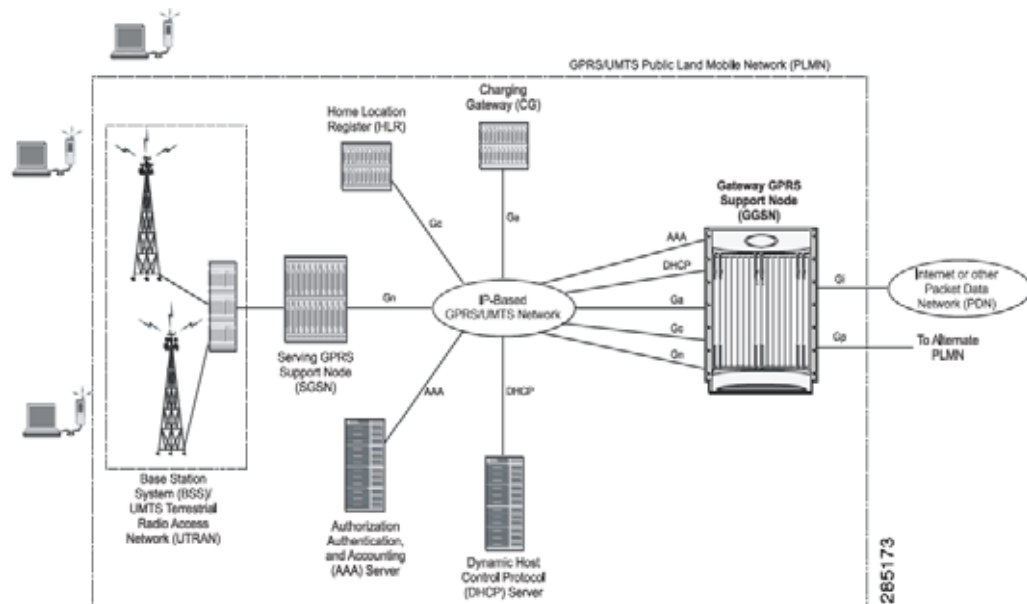 GPRS/UMTS Public Land Mobile Network (PLMN)
Charging
Gateway (CG)
Home Location
Register (HLR)
Gateway GPRS
Support Node
(GGSN)
Gc
Ga
AAA
DHCP
Gn
IP-Based
GPRS/UMTS Network
Ga
Gc
Gn
Gi
Internet or other
Packet Data
Network (PDN)
Gp
To Alternate
PLMN
Serving GPRS
Support Node
(SGSN)
AAA
DHCP
Base Station
System (BSS)/
UMTS Terrestrial
Radio Access
Network (UTRAN)
Authorization
Authentication,
and Accounting
(AAA) Server
Dynamic Host
Control Protocol
(DHCP) Server
285173